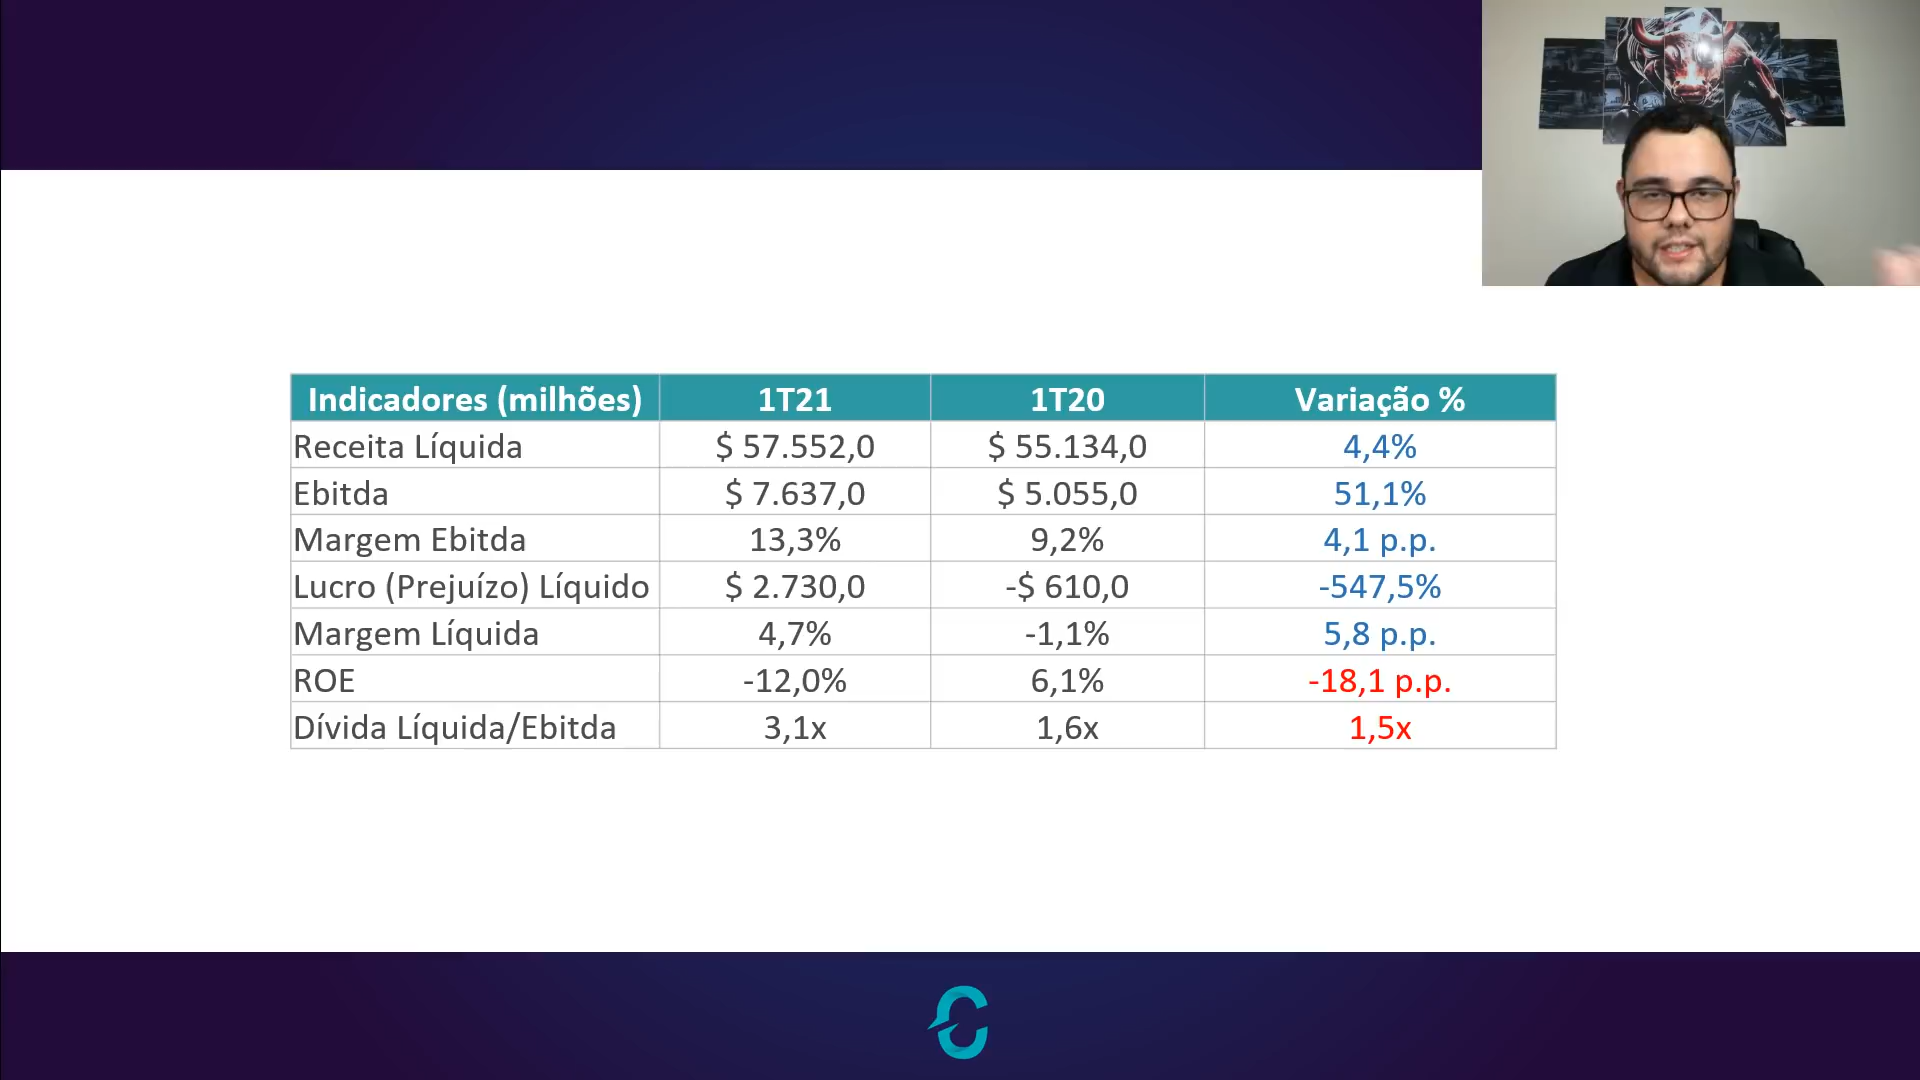 Indicadores (milhões) 1T21 1T20 Variação %
Receita Líquida $ 57.552,0 $ 55.134,0 4,4%
Ebitda $ 7.637,0 $ 5.055,0 51,1%
Margem Ebitda 13,3% 9,2% 4,1 p.p.
Lucro (Prejuízo) Líquido $ 2.730,0 -$ 610,0 -547,5%
Margem Líquida 4,7% -1,1% 5,8 p.p.
ROE -12,0% 6,1% -18,1 p.p.
Dívida Líquida/Ebitda 3,1x 1,6x 1,5x